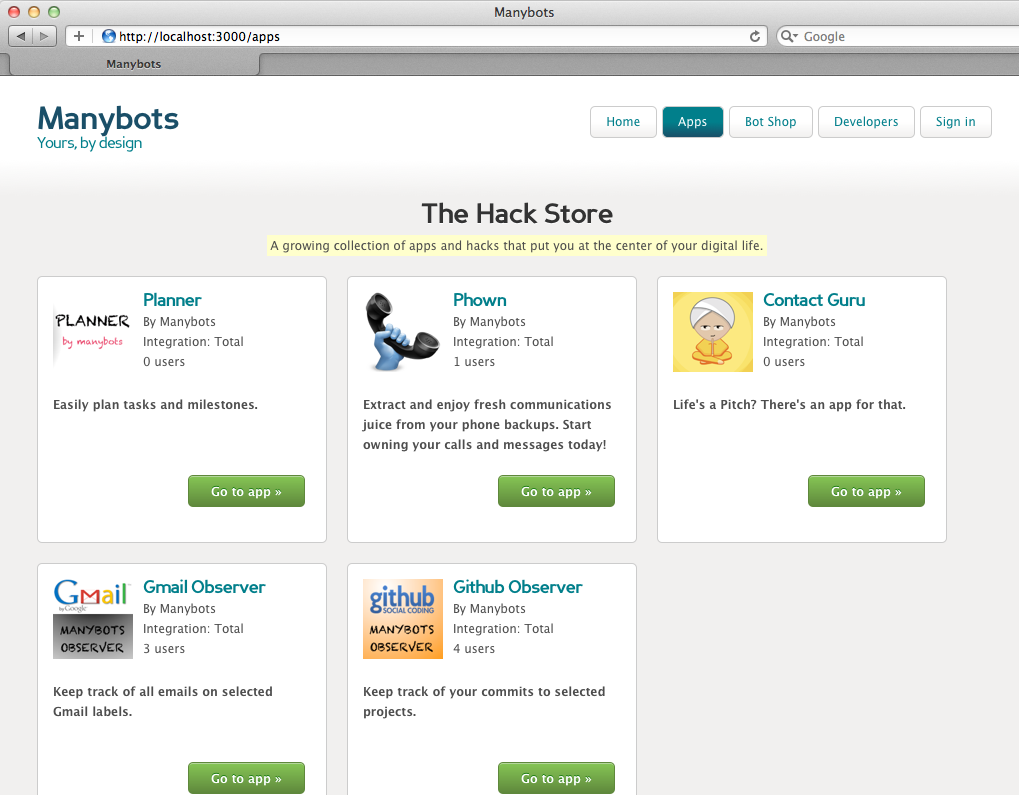 Manybots
http://localhost:3000/apps
Google
Manybots
Manybots
Yours, by design
Home
Apps
Bot Shop
Developers
Sign in
The Hack Store
A growing collection of apps and hacks that put you at the center of your digital life.
PLANNER
by manybots
Planner
By Manybots
Integration: Total
0 users
Easily plan tasks and milestones.
Go to app »
Phown
By Manybots
Integration: Total
1 users
Extract and enjoy fresh communications
juice from your phone backups. Start
owning your calls and messages today!
Go to app »
Contact Guru
By Manybots
Integration: Total
0 users
Life's a Pitch? There's an app for that.
Go to app »
Gmail
by Google
MANYBOTS
OBSERVER
Gmail Observer
By Manybots
Integration: Total
3 users
Keep track of all emails on selected
Gmail labels.
Go to app »
github
SOCIAL CODING
MANYBOTS
OBSERVER
Github Observer
By Manybots
Integration: Total
4 users
Keep track of your commits to selected
projects.
Go to app »